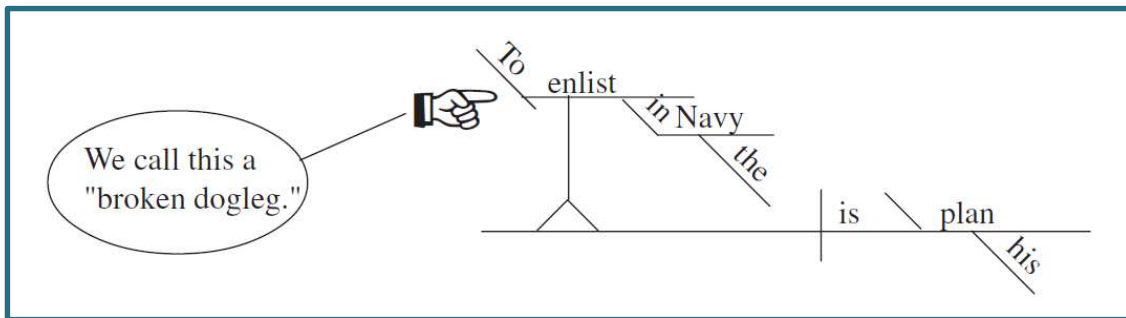 To
enlist
in Navy
the
We call this a
"broken dogleg."
is plan
his